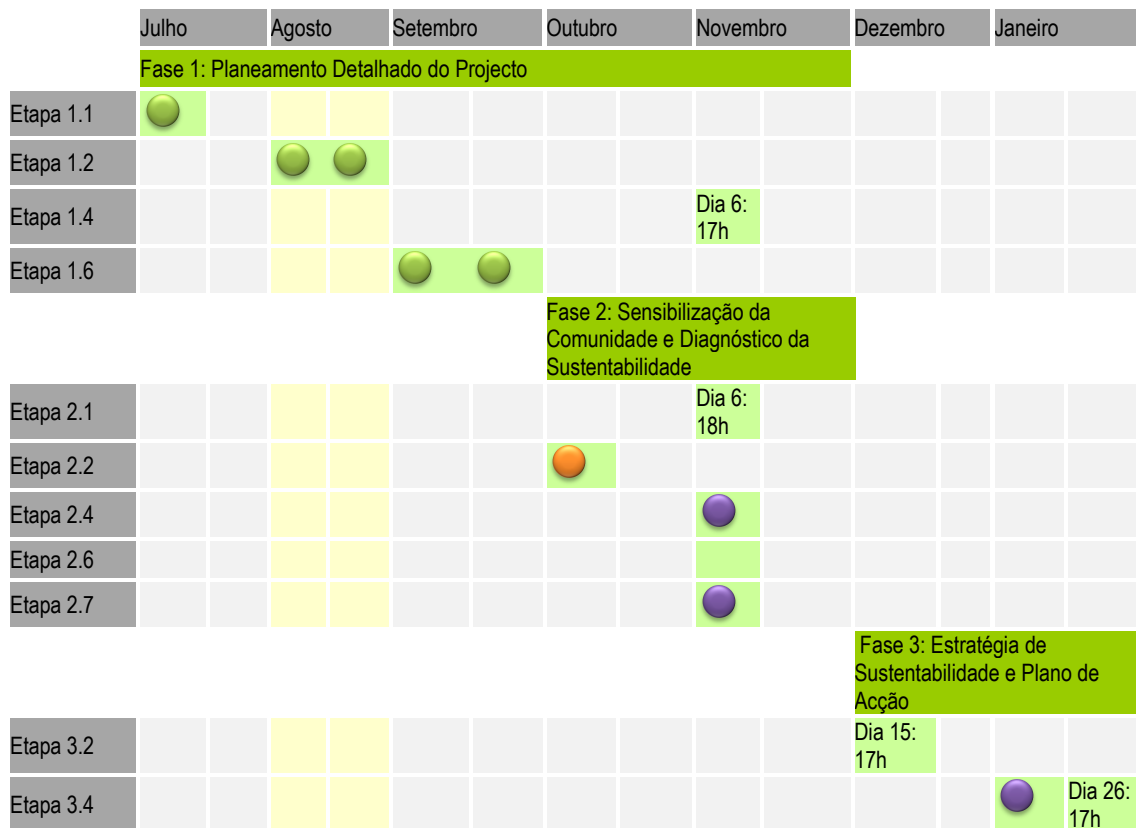 Julho Agosto Setembro Outubro Novembro Dezembro Janeiro
Fase 1: Planeamento Detalhado do Projecto
Etapa 1.1
Etapa 1.2
Etapa 1.4
Dia 6:
17h
Etapa 1.6
Fase 2: Sensibilização da
Comunidade e Diagnóstico da
Sustentabilidade
Etapa 2.1
Dia 6:
18h
Etapa 2.2
Etapa 2.4
Etapa 2.6
Etapa 2.7
Fase 3: Estratégia de
Sustentabilidade e Plano de
Acção
Etapa 3.2
Dia 15:
17h
Etapa 3.4
Dia 26:
17h